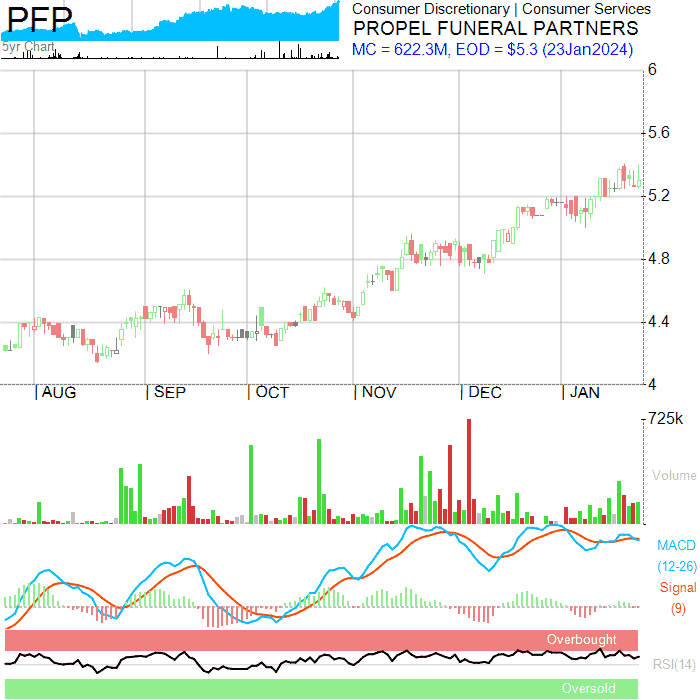 PFP
5yr Chart
Consumer Discretionary | Consumer Services
PROPEL FUNERAL PARTNERS
MC = 622.3M, EOD = $5.3 (23Jan2024)
6
5.6
5.2
4.8
4.4
4
| AUG | SEP | OCT | NOV | DEC | JAN
725k
Volume
MACD
(12-26)
Signal
(9)
Overbought
RSI(14)
Oversold